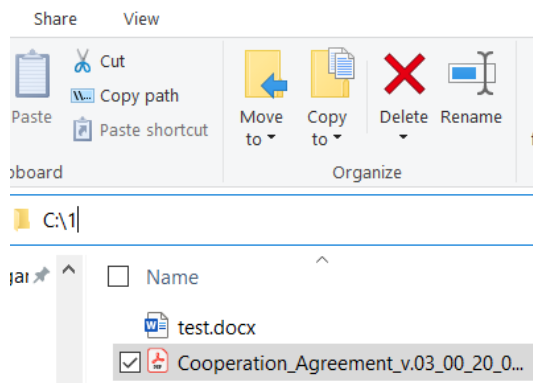 Share View
Cut
Copy path
Paste
Paste shortcut
Move to
Copy to
Delete
Rename
Organize
C:\1
Name
test.docx
Cooperation_Agreement_v.03_00_20_0...